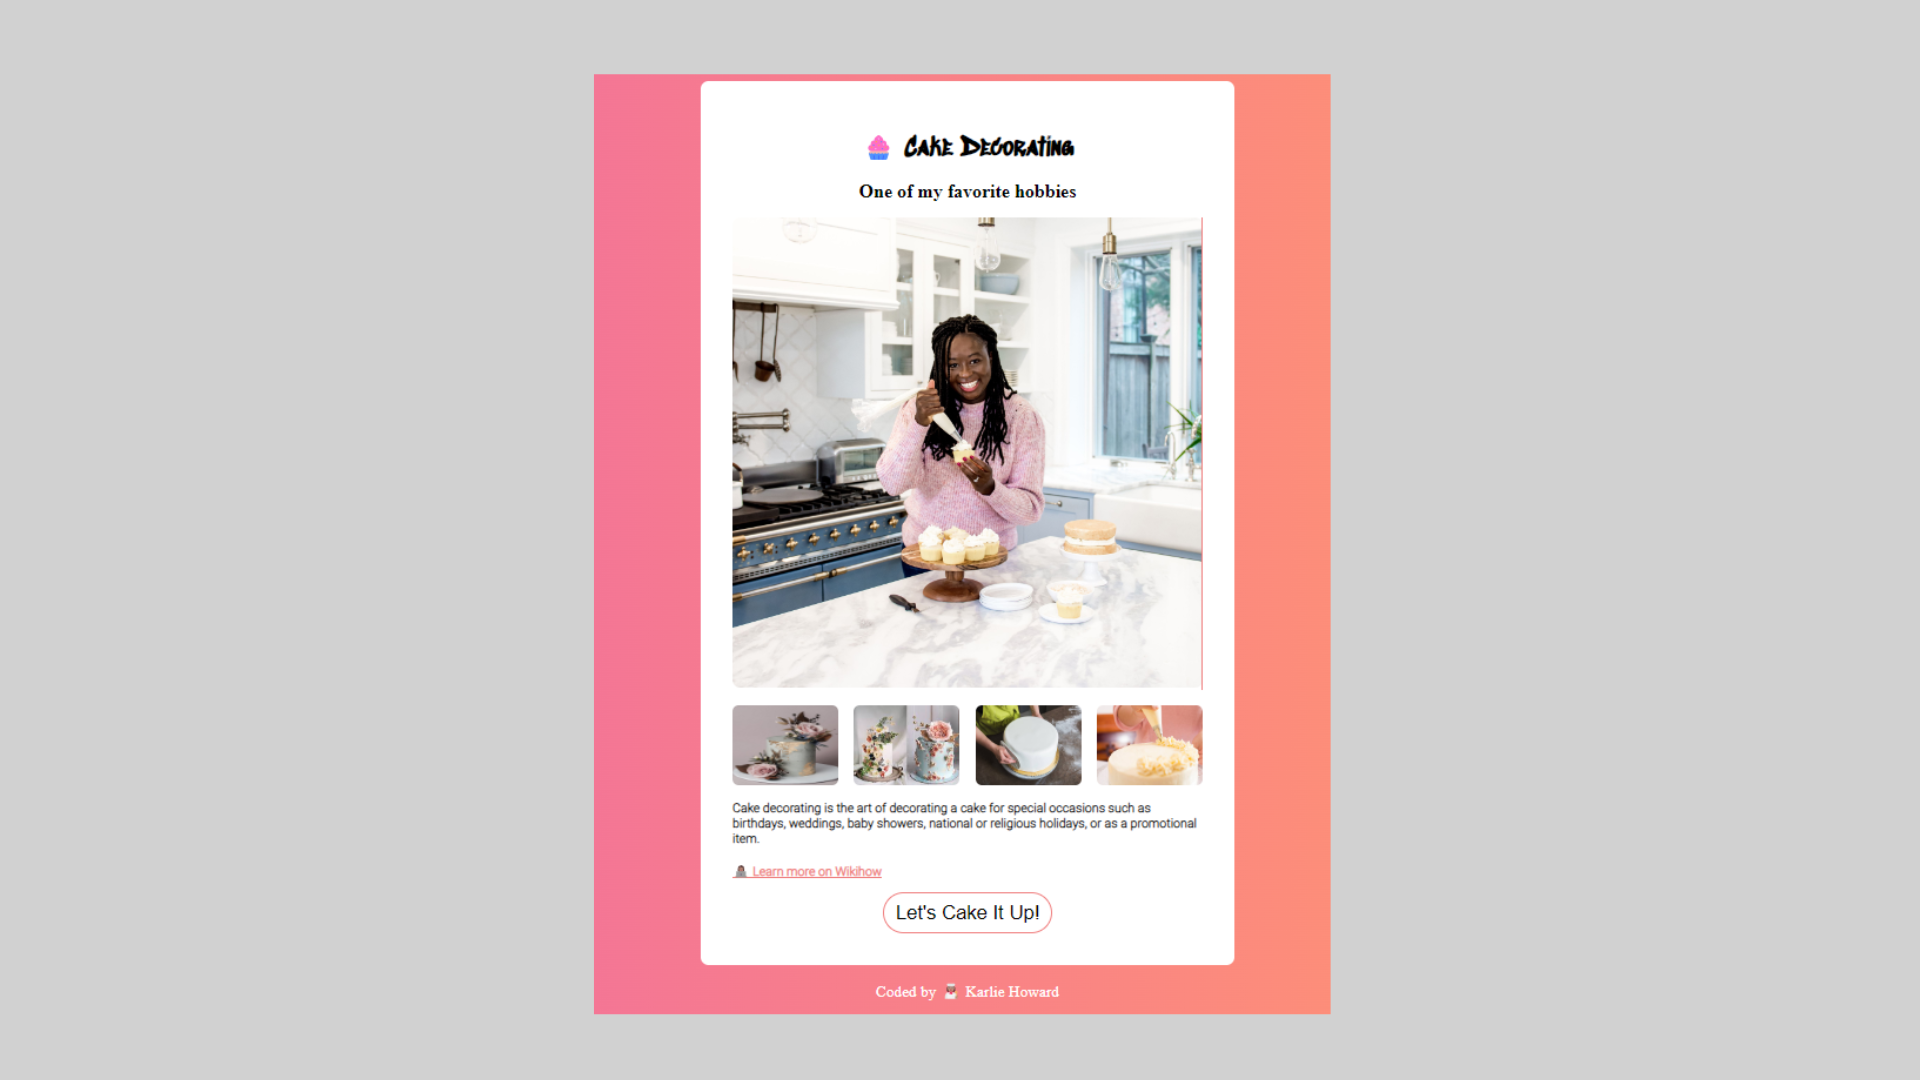 Cake Decorating
One of my favorite hobbies
Cake decorating is the art of decorating a cake for special occasions such as
birthdays, weddings, baby showers, national or religious holidays, or as a promotional
item.
Learn more on Wikihow
Let's Cake It Up!
Coded by Karlie Howard